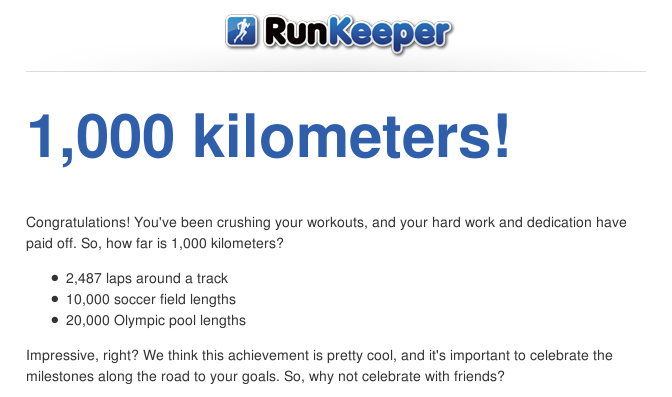 RunKeeper
1,000 kilometers!
Congratulations! You've been crushing your workouts, and your hard work and dedication have
paid off. So, how far is 1,000 kilometers?
• 2,487 laps around a track
• 10,000 soccer field lengths
• 20,000 Olympic pool lengths
Impressive, right? We think this achievement is pretty cool, and it's important to celebrate the
milestones along the road to your goals. So, why not celebrate with friends?